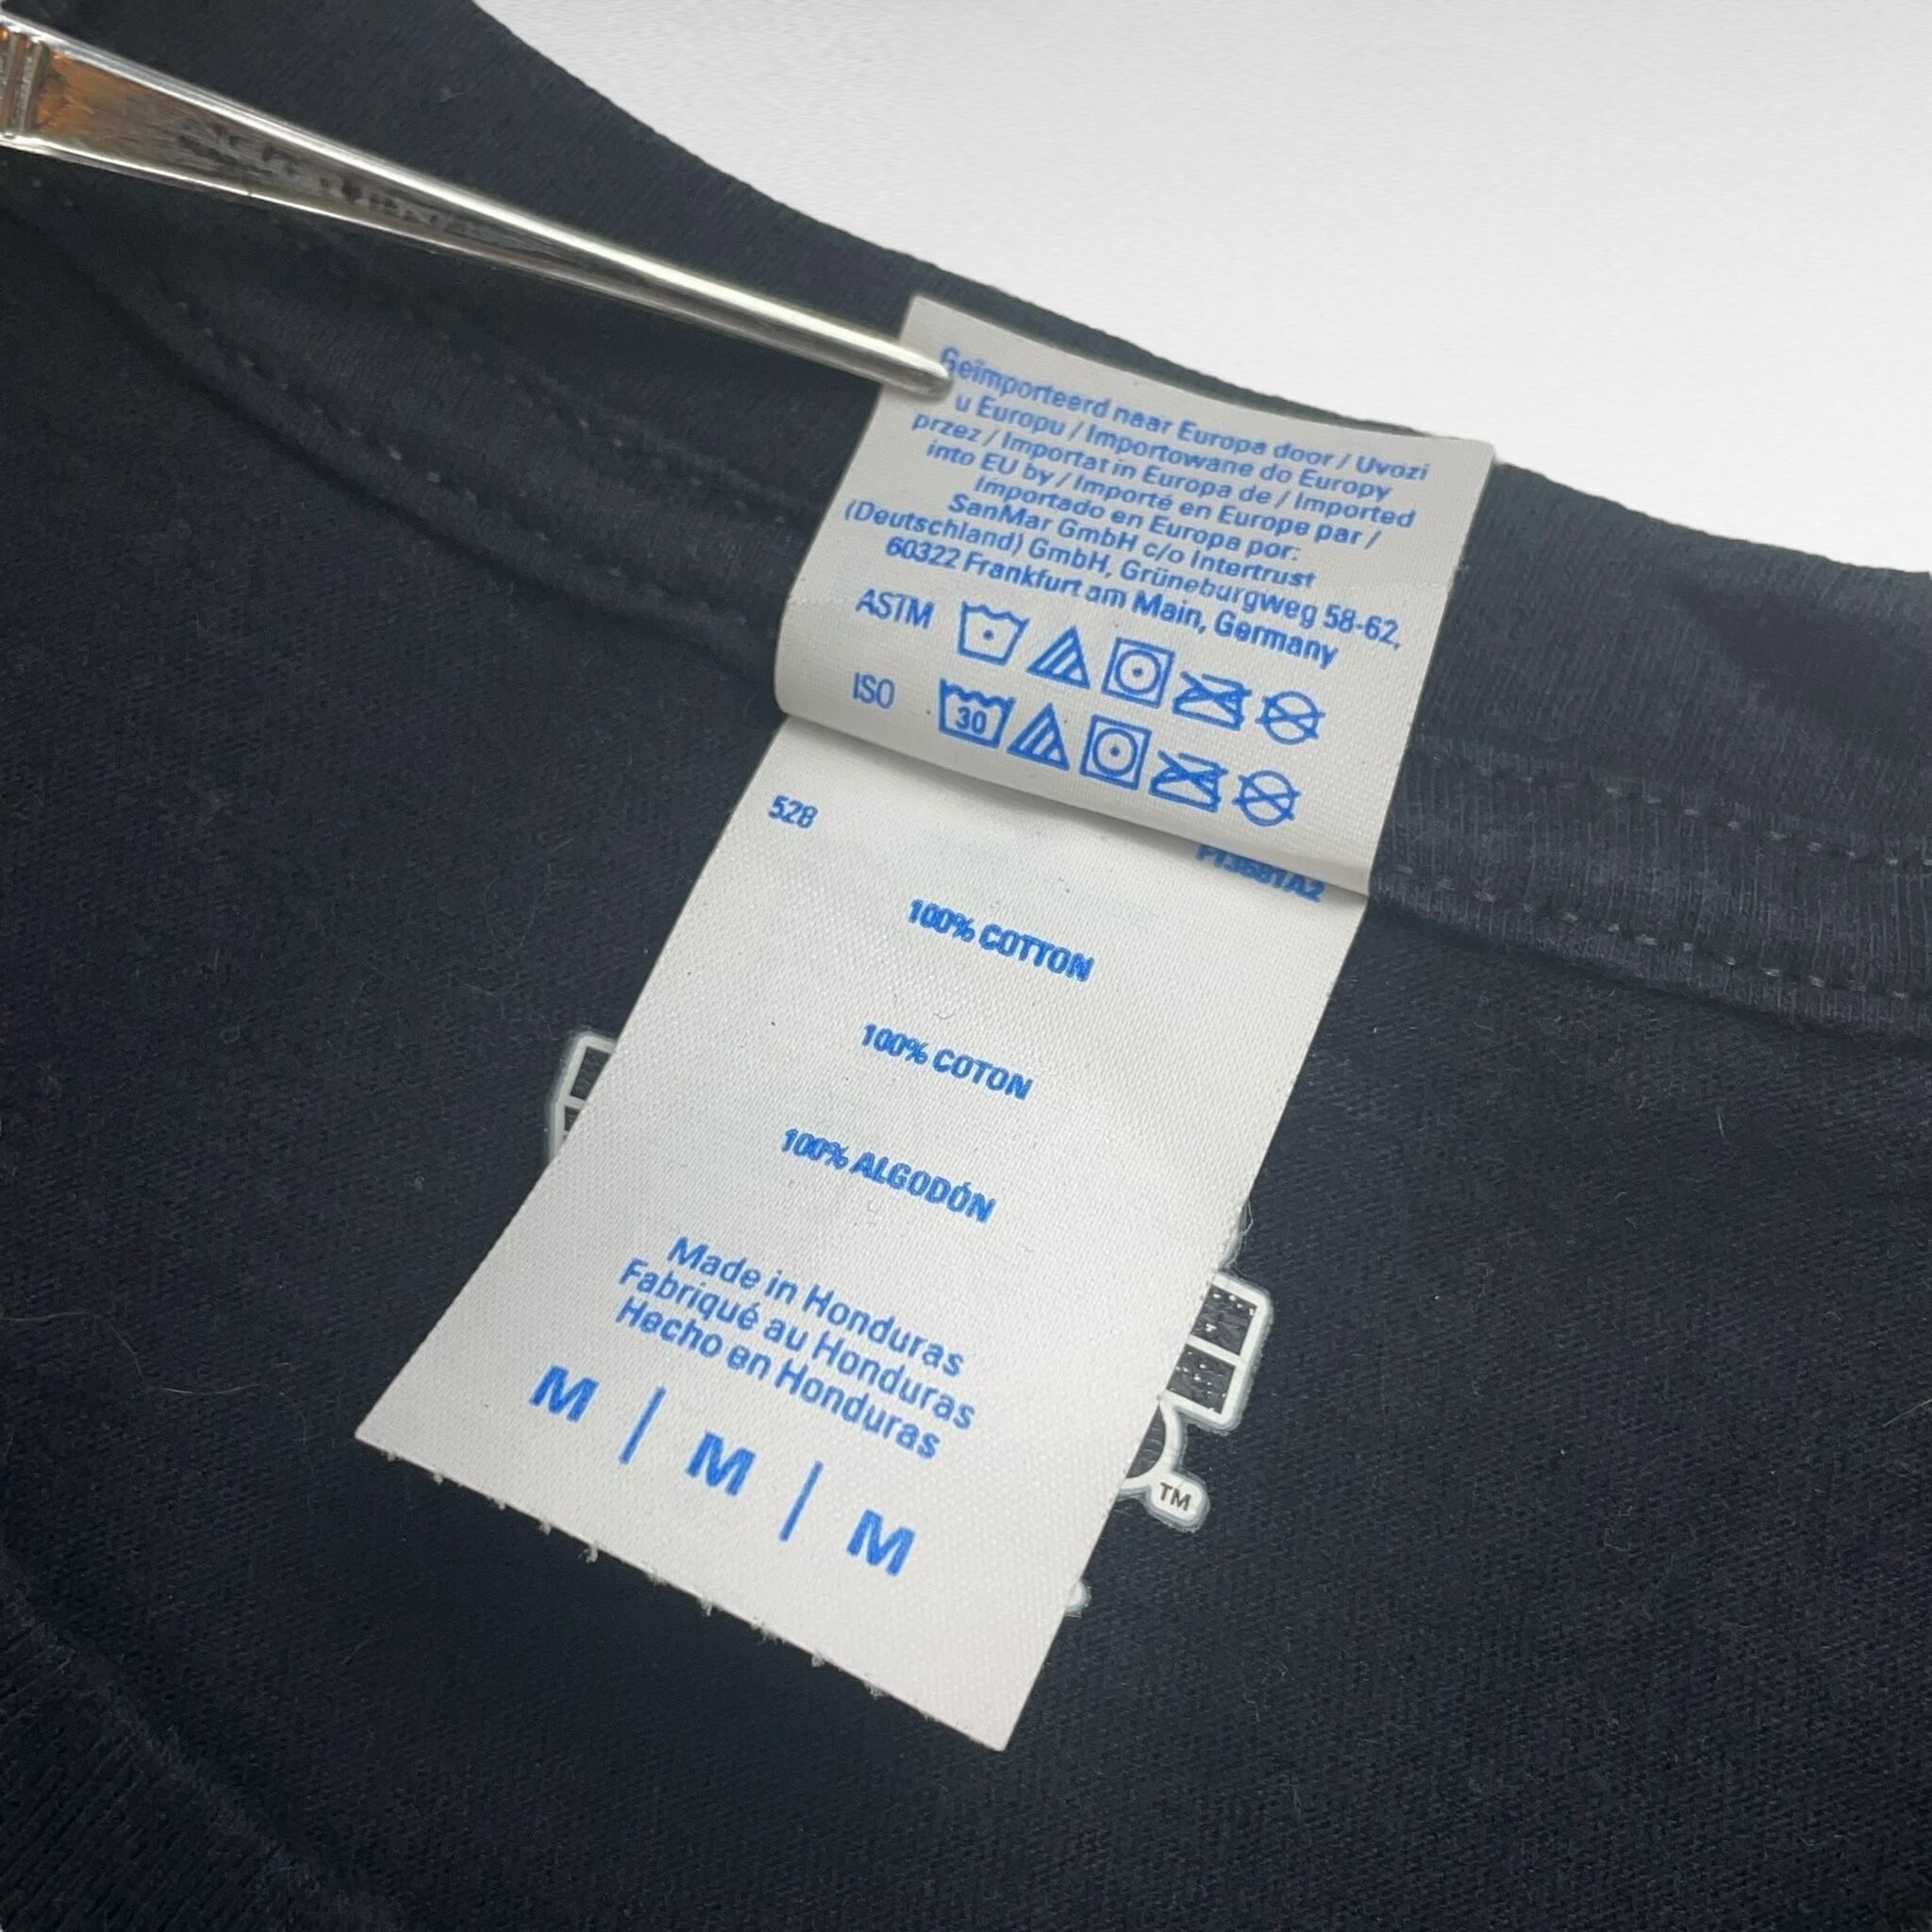 Geïmporteerd naar Europa door / Uvozi
u Europu / Importowane do Europy
przez / Importat in Europa de / Imported
into EU by / Importé en Europe par /
Importado en Europa por:
SanMar GmbH c/o Intertrust
(Deutschland) GmbH, Grüneburgweg 58-62,
60322 Frankfurt am Main, Germany
ASTM
ISO 30
528
100% COTTON
100% COTON
100% ALGODÓN
Made in Honduras
Fabriqué au Honduras
Hecho en Honduras
M | M | M
TM